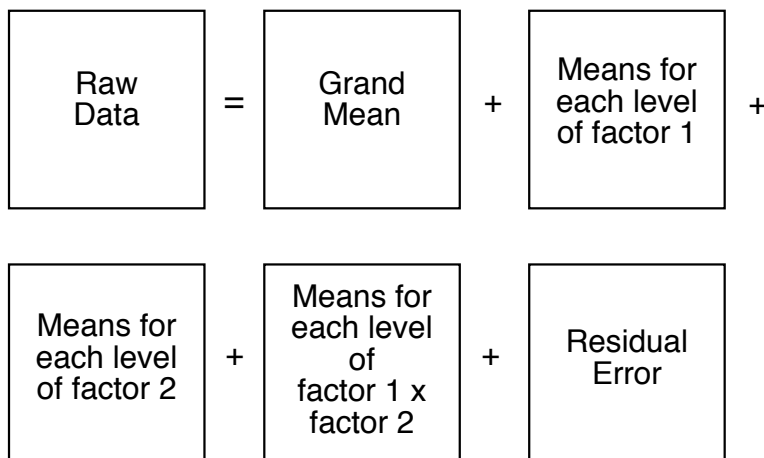 Raw
Data
=
Grand
Mean
+
Means for
each level
of factor 1
+
Means for
each level
of factor 2
+
Means for
each level
of
factor 1 x
factor 2
+
Residual
Error